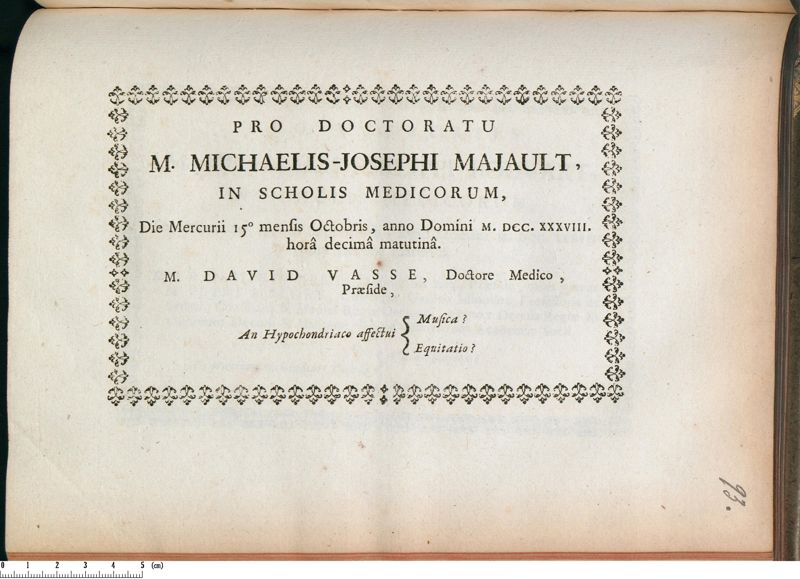 PRO DOCTORATU
M. MICHAELIS-JOSEPHI MAJAULT,
IN SCHOLIS MEDICORUM,
Die Mercurii 15º mensis Octobris, anno Domini M. DCC. XXXVIII.
horâ decimâ matutinâ.
M. DAVID VASSE, Doctore Medico,
Præside,
An Hypochondriaco affectui { Musica?
Equitatio?
93.
0 1 2 3 4 5 (cm)